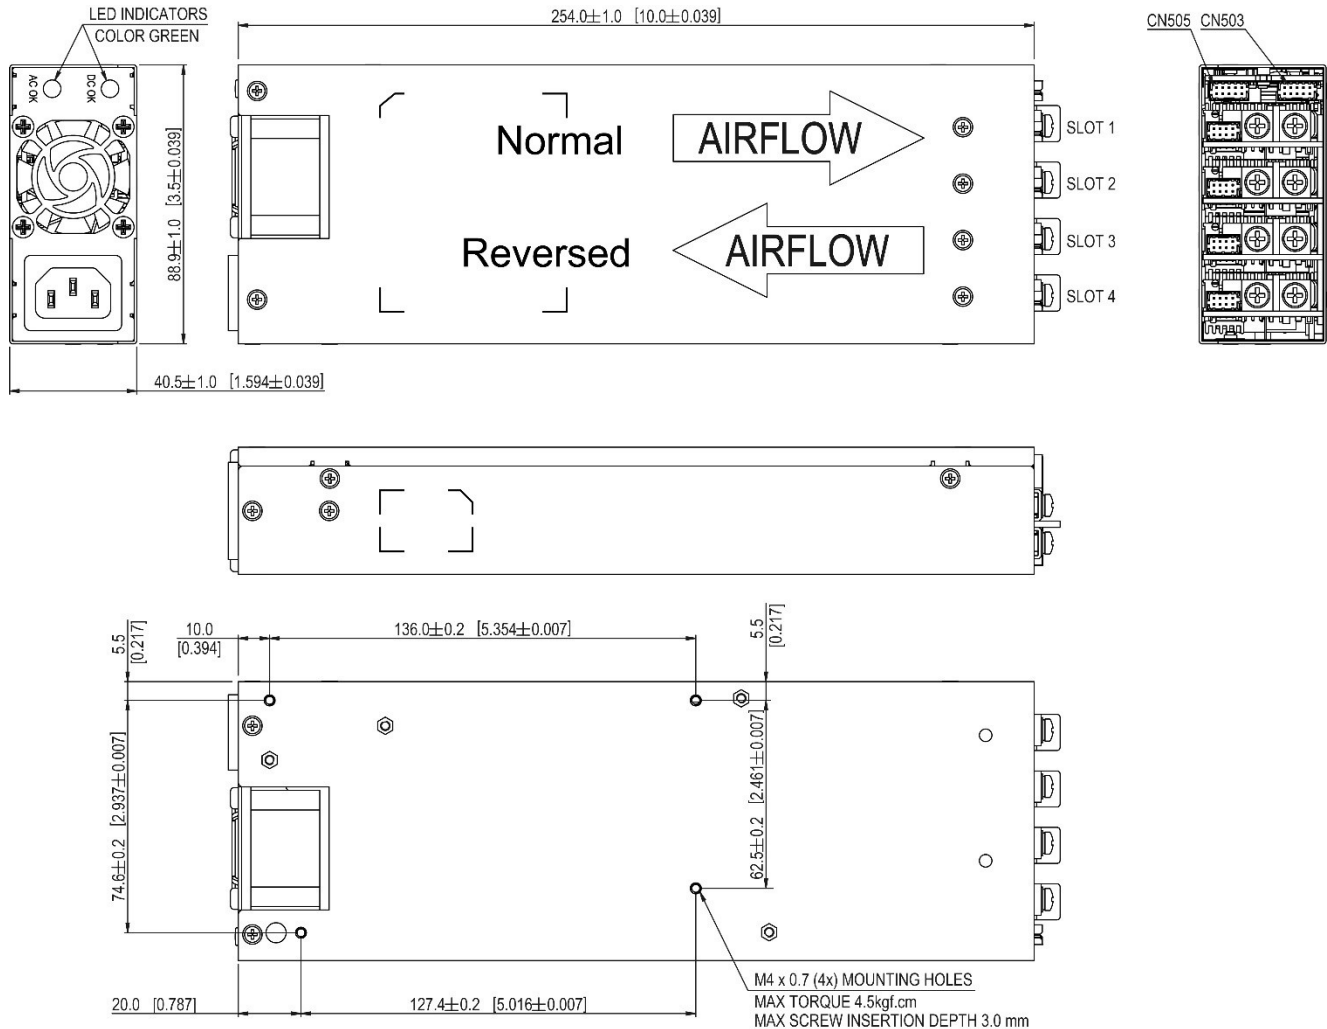 LED INDICATORS
COLOR GREEN
254.0±1.0 [10.0±0.039]
CN505 CN503
AC OK
DC OK
88.9±1.0 [3.5±0.039]
Normal
AIRFLOW
SLOT 1
SLOT 2
Reversed
AIRFLOW
SLOT 3
SLOT 4
40.5±1.0 [1.594±0.039]
5.5
[0.217]
10.0
[0.394]
136.0±0.2 [5.354±0.007]
5.5
[0.217]
74.6±0.2 [2.937±0.007]
62.5±0.2 [2.461±0.007]
20.0 [0.787]
127.4±0.2 [5.016±0.007]
M4 x 0.7 (4x) MOUNTING HOLES
MAX TORQUE 4.5kgf.cm
MAX SCREW INSERTION DEPTH 3.0 mm